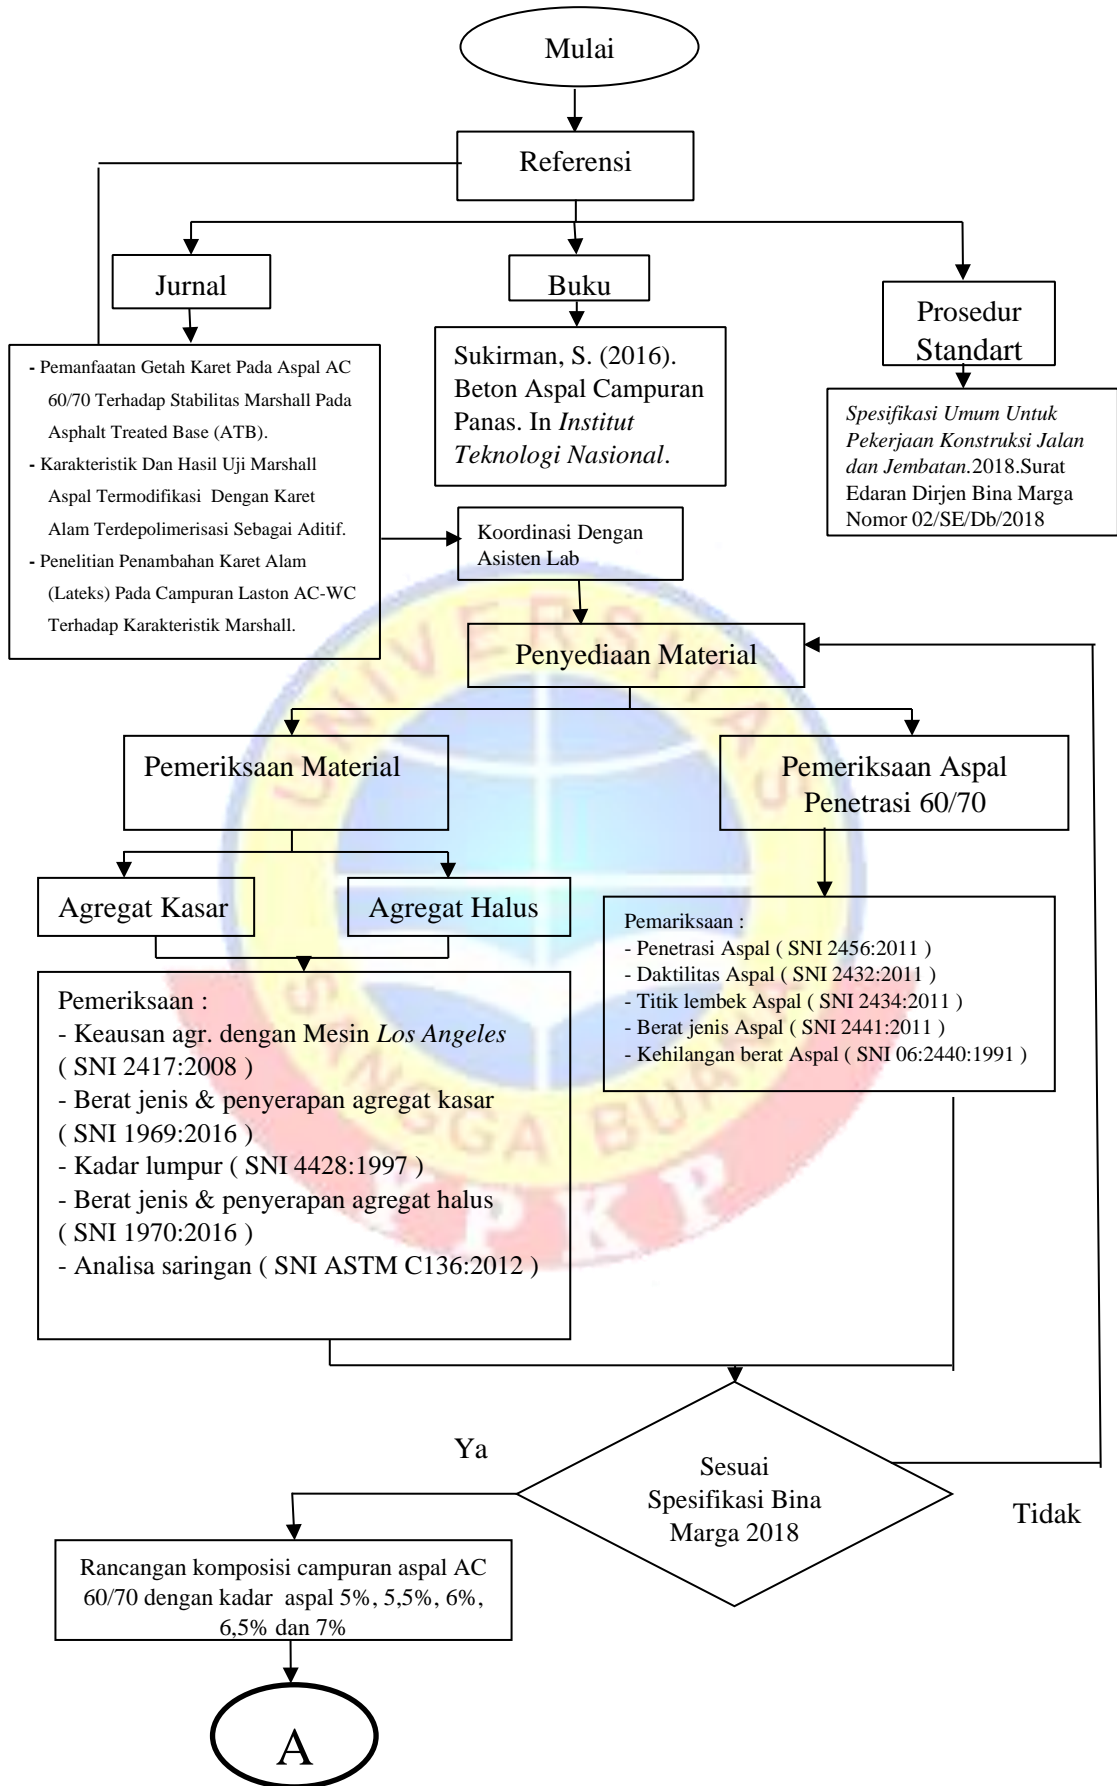 Mulai
Referensi
Jurnal
Buku
Prosedur
Standart
- Pemanfaatan Getah Karet Pada Aspal AC
60/70 Terhadap Stabilitas Marshall Pada
Asphalt Treated Base (ATB).
- Karakteristik Dan Hasil Uji Marshall
Aspal Termodifikasi Dengan Karet
Alam Terdepolimerisasi Sebagai Aditif.
- Penelitian Penambahan Karet Alam
(Lateks) Pada Campuran Laston AC-WC
Terhadap Karakteristik Marshall.
Sukirman, S. (2016).
Beton Aspal Campuran
Panas. In Institut
Teknologi Nasional.
Spesifikasi Umum Untuk
Pekerjaan Konstruksi Jalan
dan Jembatan.2018.Surat
Edaran Dirjen Bina Marga
Nomor 02/SE/Db/2018
Koordinasi Dengan
Asisten Lab
Penyediaan Material
Pemeriksaan Material
Pemeriksaan Aspal
Penetrasi 60/70
Agregat Kasar
Agregat Halus
Pemariksaan :
- Penetrasi Aspal ( SNI 2456:2011 )
- Daktilitas Aspal ( SNI 2432:2011 )
- Titik lembek Aspal ( SNI 2434:2011 )
- Berat jenis Aspal ( SNI 2441:2011 )
- Kehilangan berat Aspal ( SNI 06:2440:1991 )
Pemeriksaan :
- Keausan agr. dengan Mesin Los Angeles
( SNI 2417:2008 )
- Berat jenis & penyerapan agregat kasar
( SNI 1969:2016 )
- Kadar lumpur ( SNI 4428:1997 )
- Berat jenis & penyerapan agregat halus
( SNI 1970:2016 )
- Analisa saringan ( SNI ASTM C136:2012 )
Ya
Sesuai
Spesifikasi Bina
Marga 2018
Tidak
Rancangan komposisi campuran aspal AC
60/70 dengan kadar aspal 5%, 5,5%, 6%,
6,5% dan 7%
A
UNIVERSITAS
SANGGA BUANA
YPKP